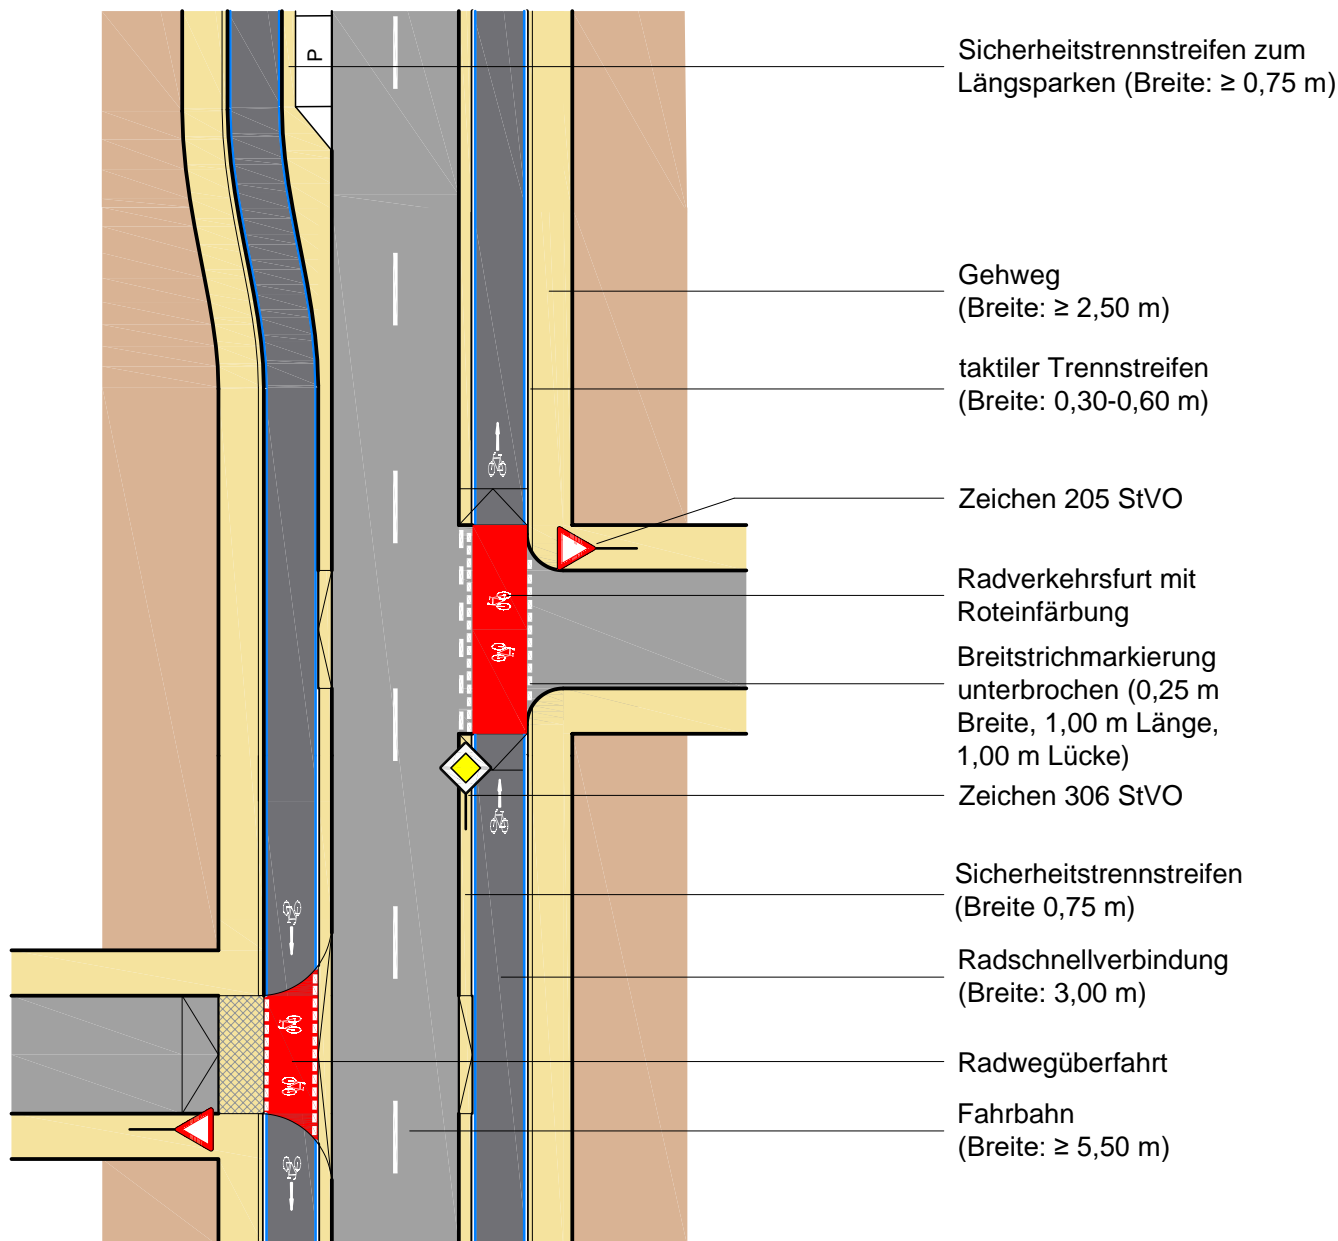 P
Sicherheitstrennstreifen zum
Längsparken (Breite: ≥ 0,75 m)
Gehweg
(Breite: ≥ 2,50 m)
taktiler Trennstreifen
(Breite: 0,30-0,60 m)
Zeichen 205 StVO
Radverkehrsfurt mit
Roteinfärbung
Breitstrichmarkierung
unterbrochen (0,25 m
Breite, 1,00 m Länge,
1,00 m Lücke)
Zeichen 306 StVO
Sicherheitstrennstreifen
(Breite 0,75 m)
Radschnellverbindung
(Breite: 3,00 m)
Radwegüberfahrt
Fahrbahn
(Breite: ≥ 5,50 m)